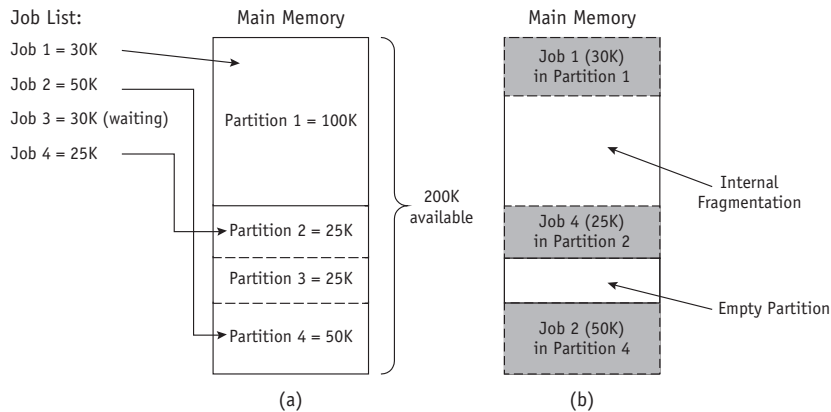 Job List:
Main Memory
Main Memory
Job 1 = 30K
Job 2 = 50K
Job 3 = 30K (waiting)
Job 4 = 25K
Partition 1 = 100K
Partition 2 = 25K
Partition 3 = 25K
Partition 4 = 50K
200K
available
(a)
Job 1 (30K)
in Partition 1
Internal
Fragmentation
Job 4 (25K)
in Partition 2
Empty Partition
Job 2 (50K)
in Partition 4
(b)